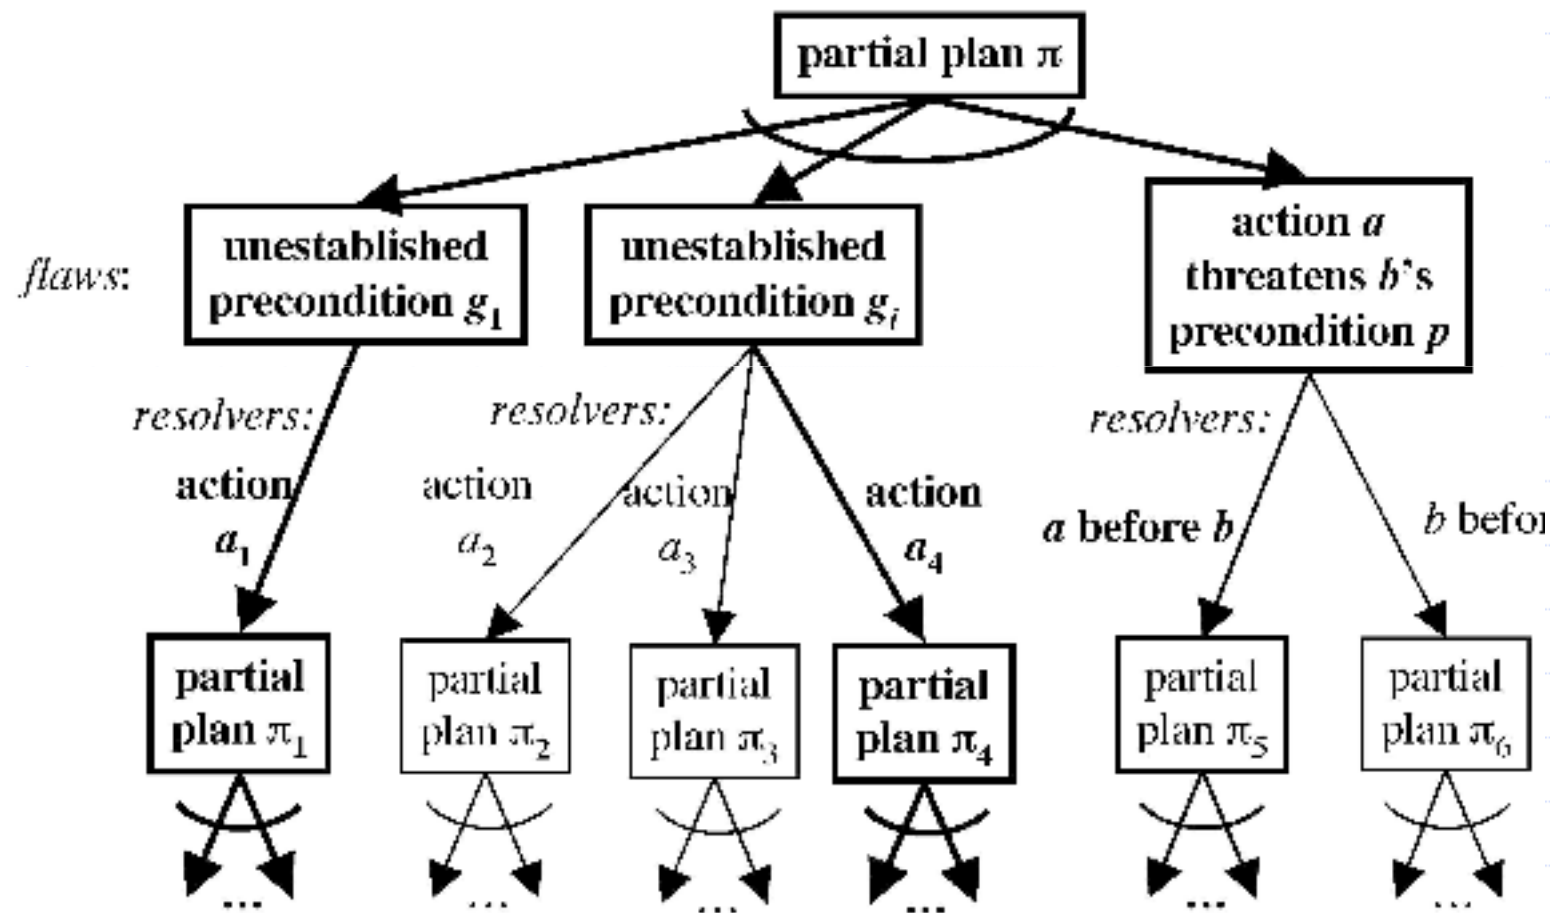 partial plan π
flaws:
unestablished
precondition g1
unestablished
precondition gi
action a
threatens b's
precondition p
resolvers:
resolvers:
resolvers:
action
a1
action
a2
action
a3
action
a4
a before b
b
partial
plan π1
partial
plan π2
partial
plan π3
partial
plan π4
partial
plan π5
partial
plan π6
...
...
...
...
...
...